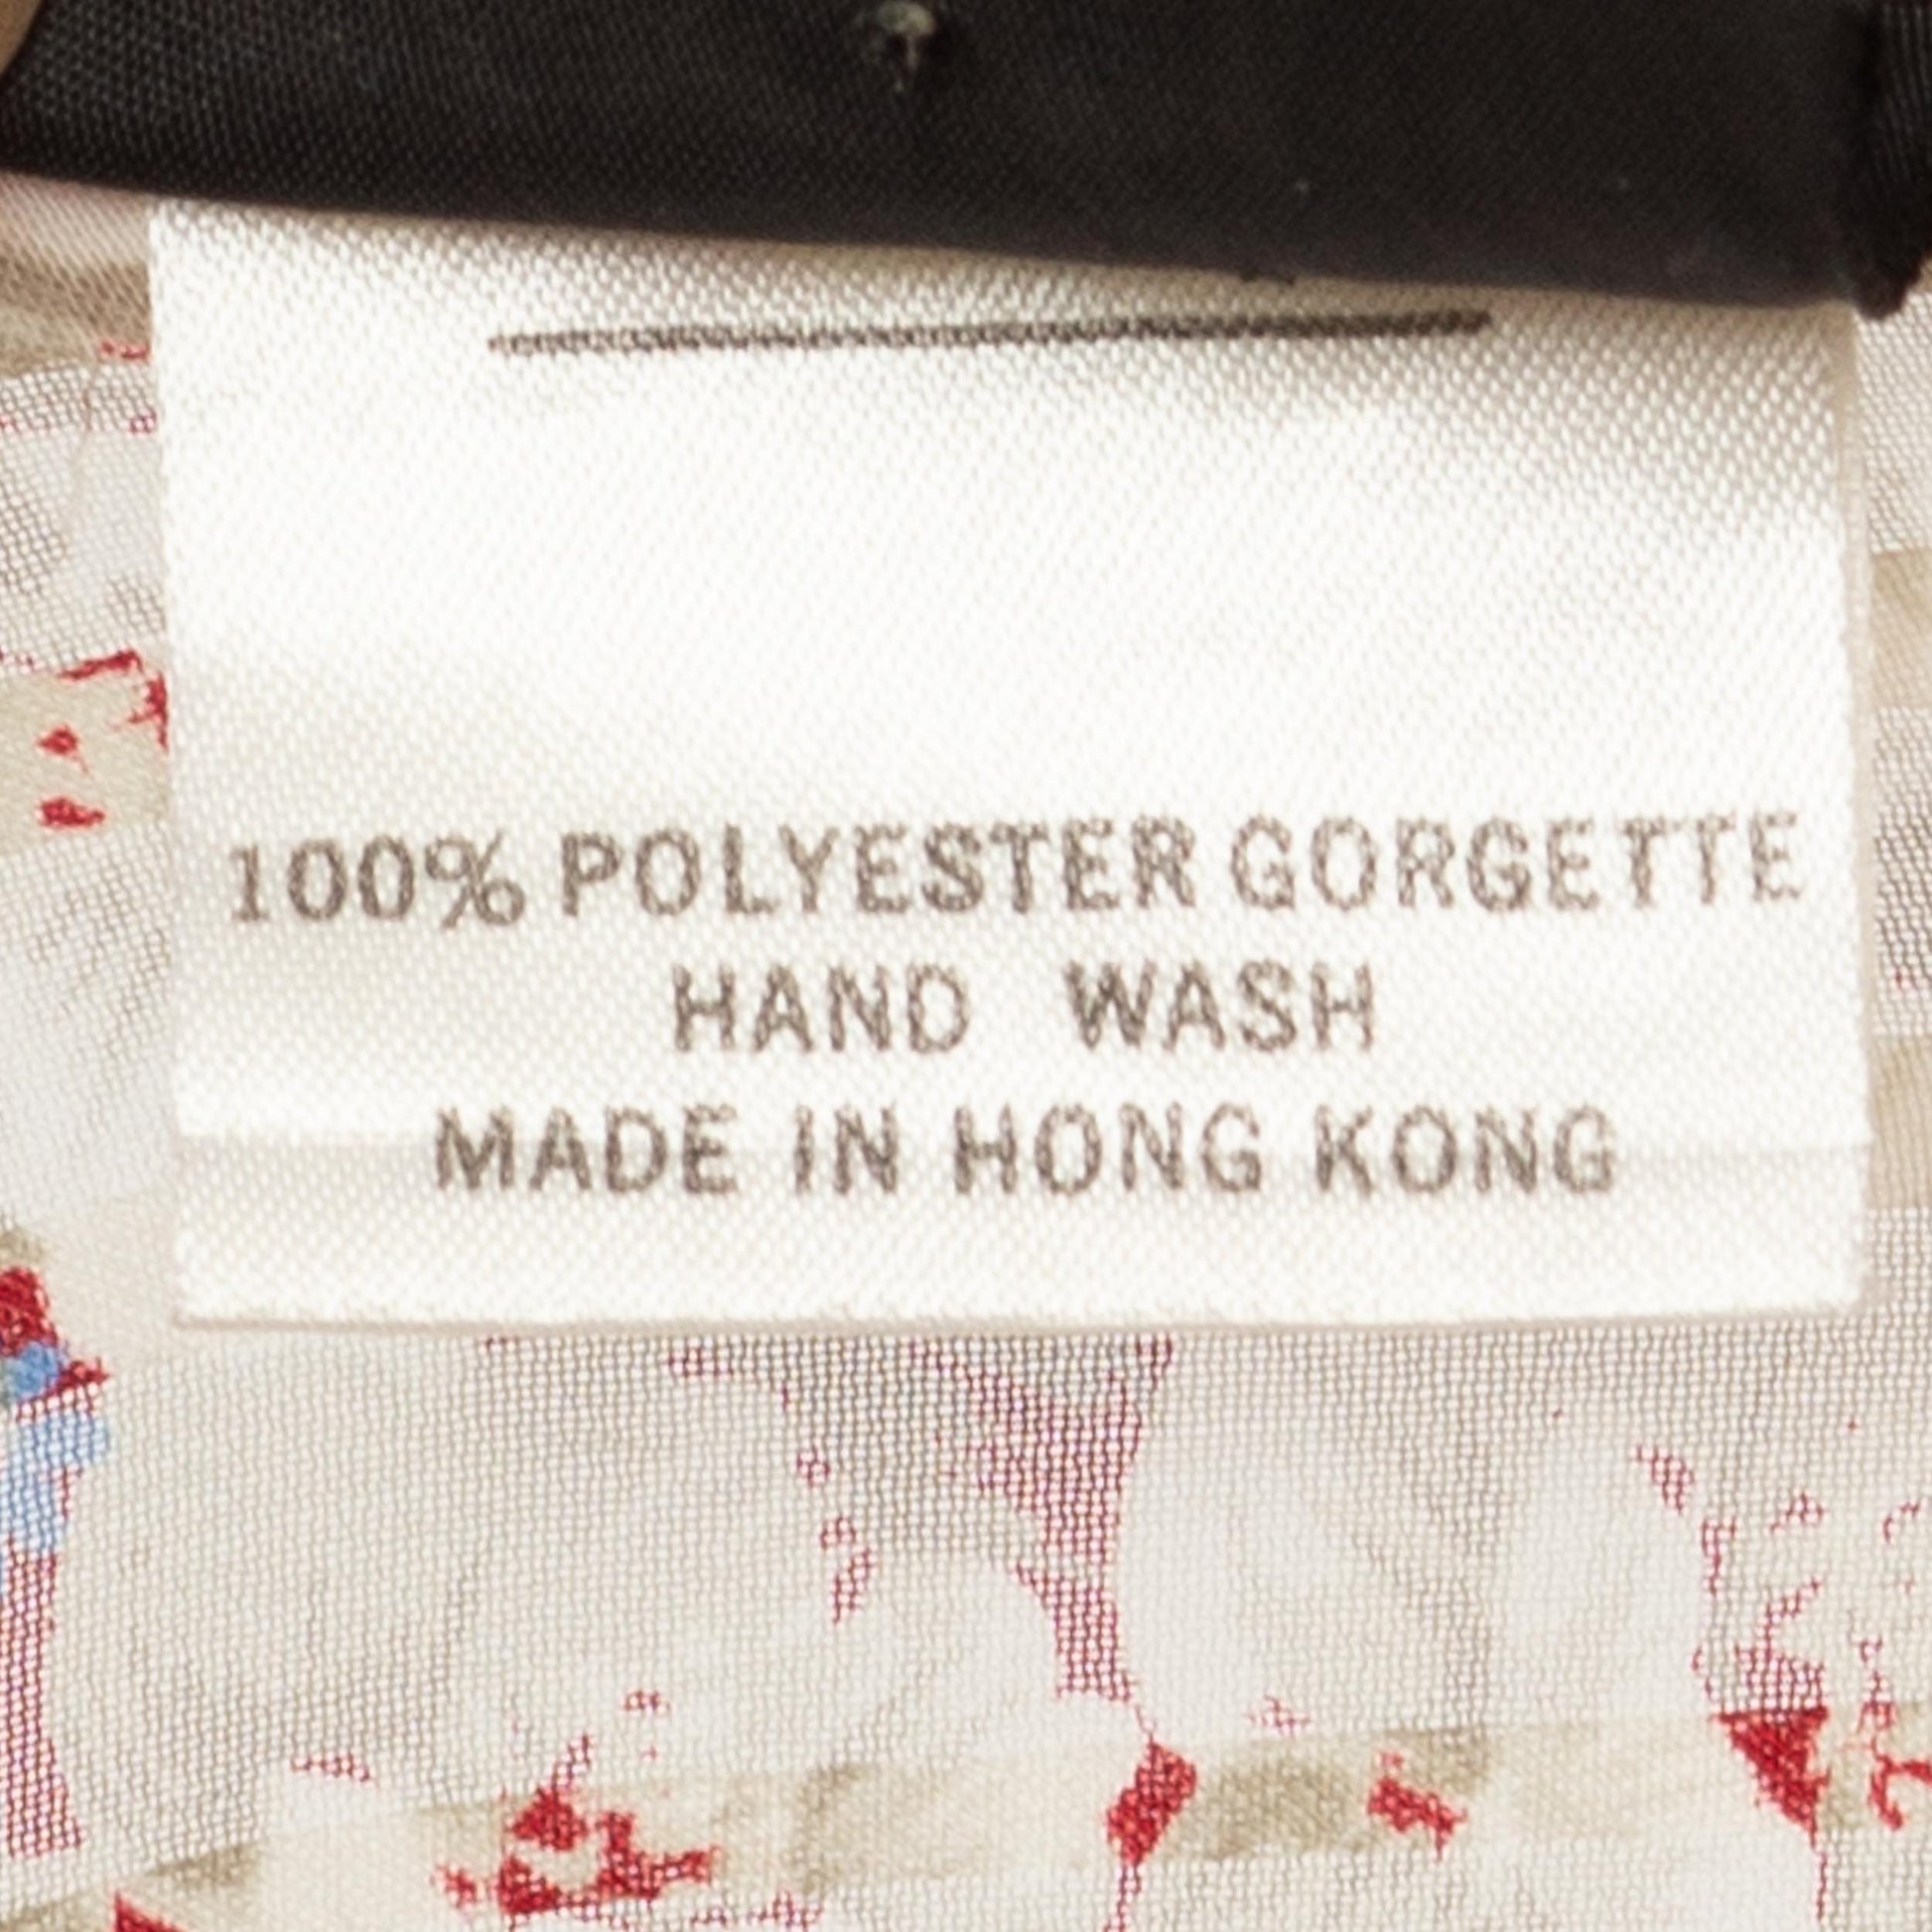 100% POLYESTER GORGETTE
HAND WASH
MADE IN HONG KONG